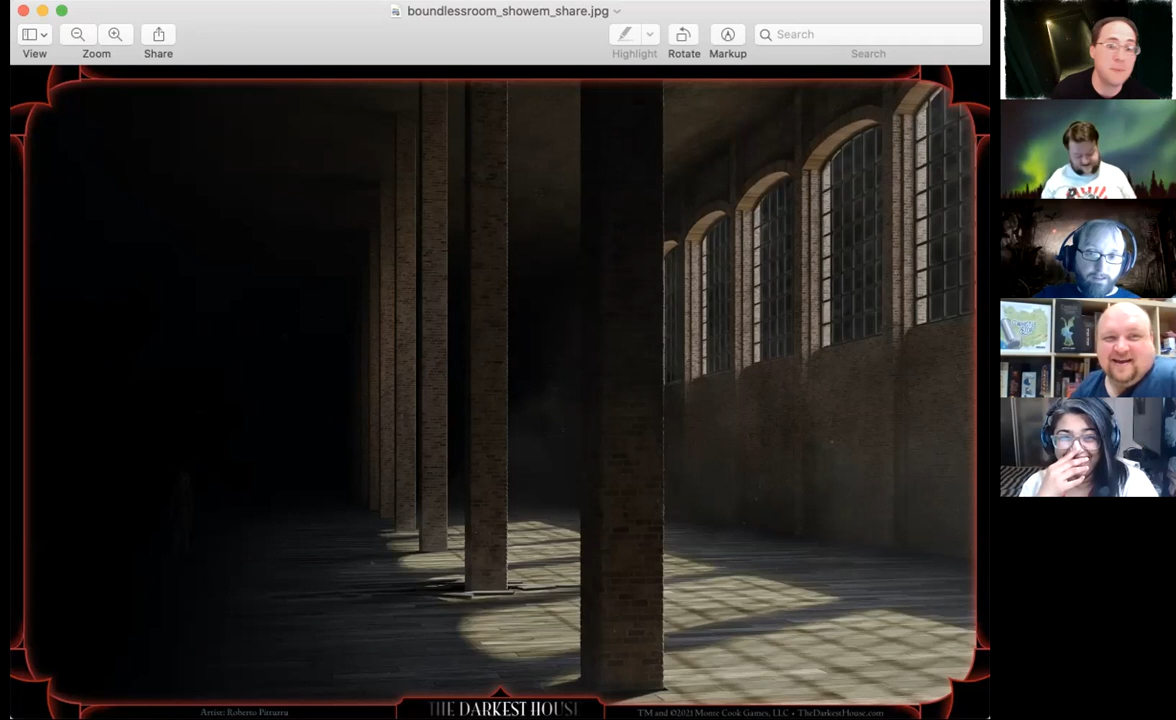 boundlessroom_showem_share.jpg
Search
View
Zoom
Share
Highlight
Rotate
Markup
Search
Artist: Roberto Pitturru
THE DARKEST HOUSE
TM and ©2021 Monte Cook Games, LLC • TheDarkestHouse.com